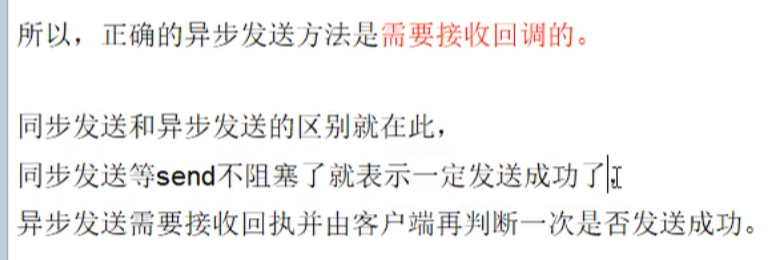 所以，正确的异步发送方法是需要接收回调的。
同步发送和异步发送的区别就在此，
同步发送等send不阻塞了就表示一定发送成功了，
异步发送需要接收回执并由客户端再判断一次是否发送成功。